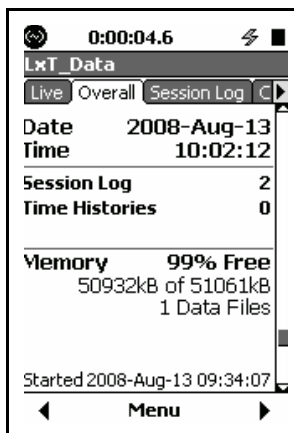 0:00:04.6
LxT_Data
Live Overall Session Log C
Date 2008-Aug-13
Time 10:02:12
Session Log 2
Time Histories 0
Memory 99% Free
50932kB of 51061kB
1 Data Files
Started 2008-Aug-13 09:34:07
Menu